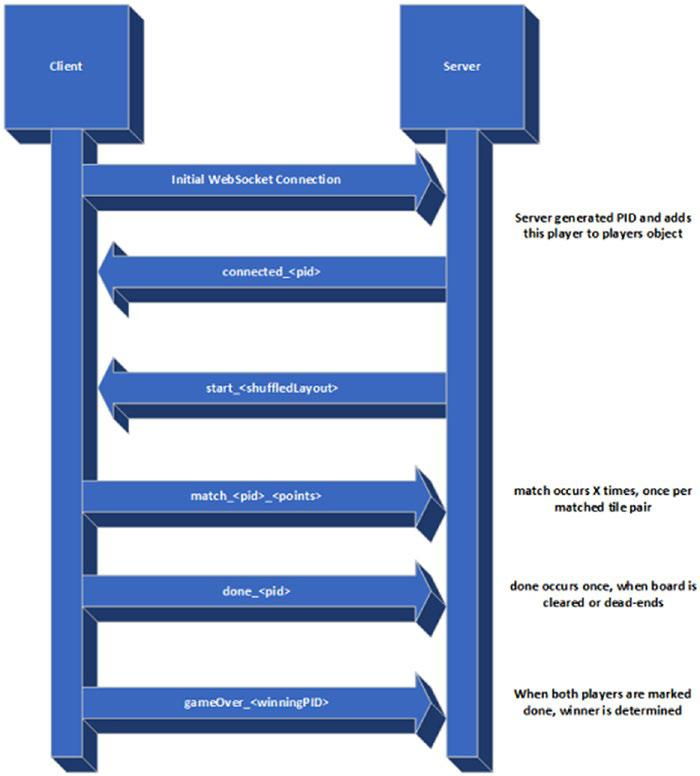 Client
Server
Initial WebSocket Connection
Server generated PID and adds
this player to players object
connected_<pid>
start_<shuffledLayout>
match_<pid>_<points>
match occurs X times, once per
matched tile pair
done_<pid>
done occurs once, when board is
cleared or dead-ends
gameOver_<winningPID>
When both players are marked
done, winner is determined